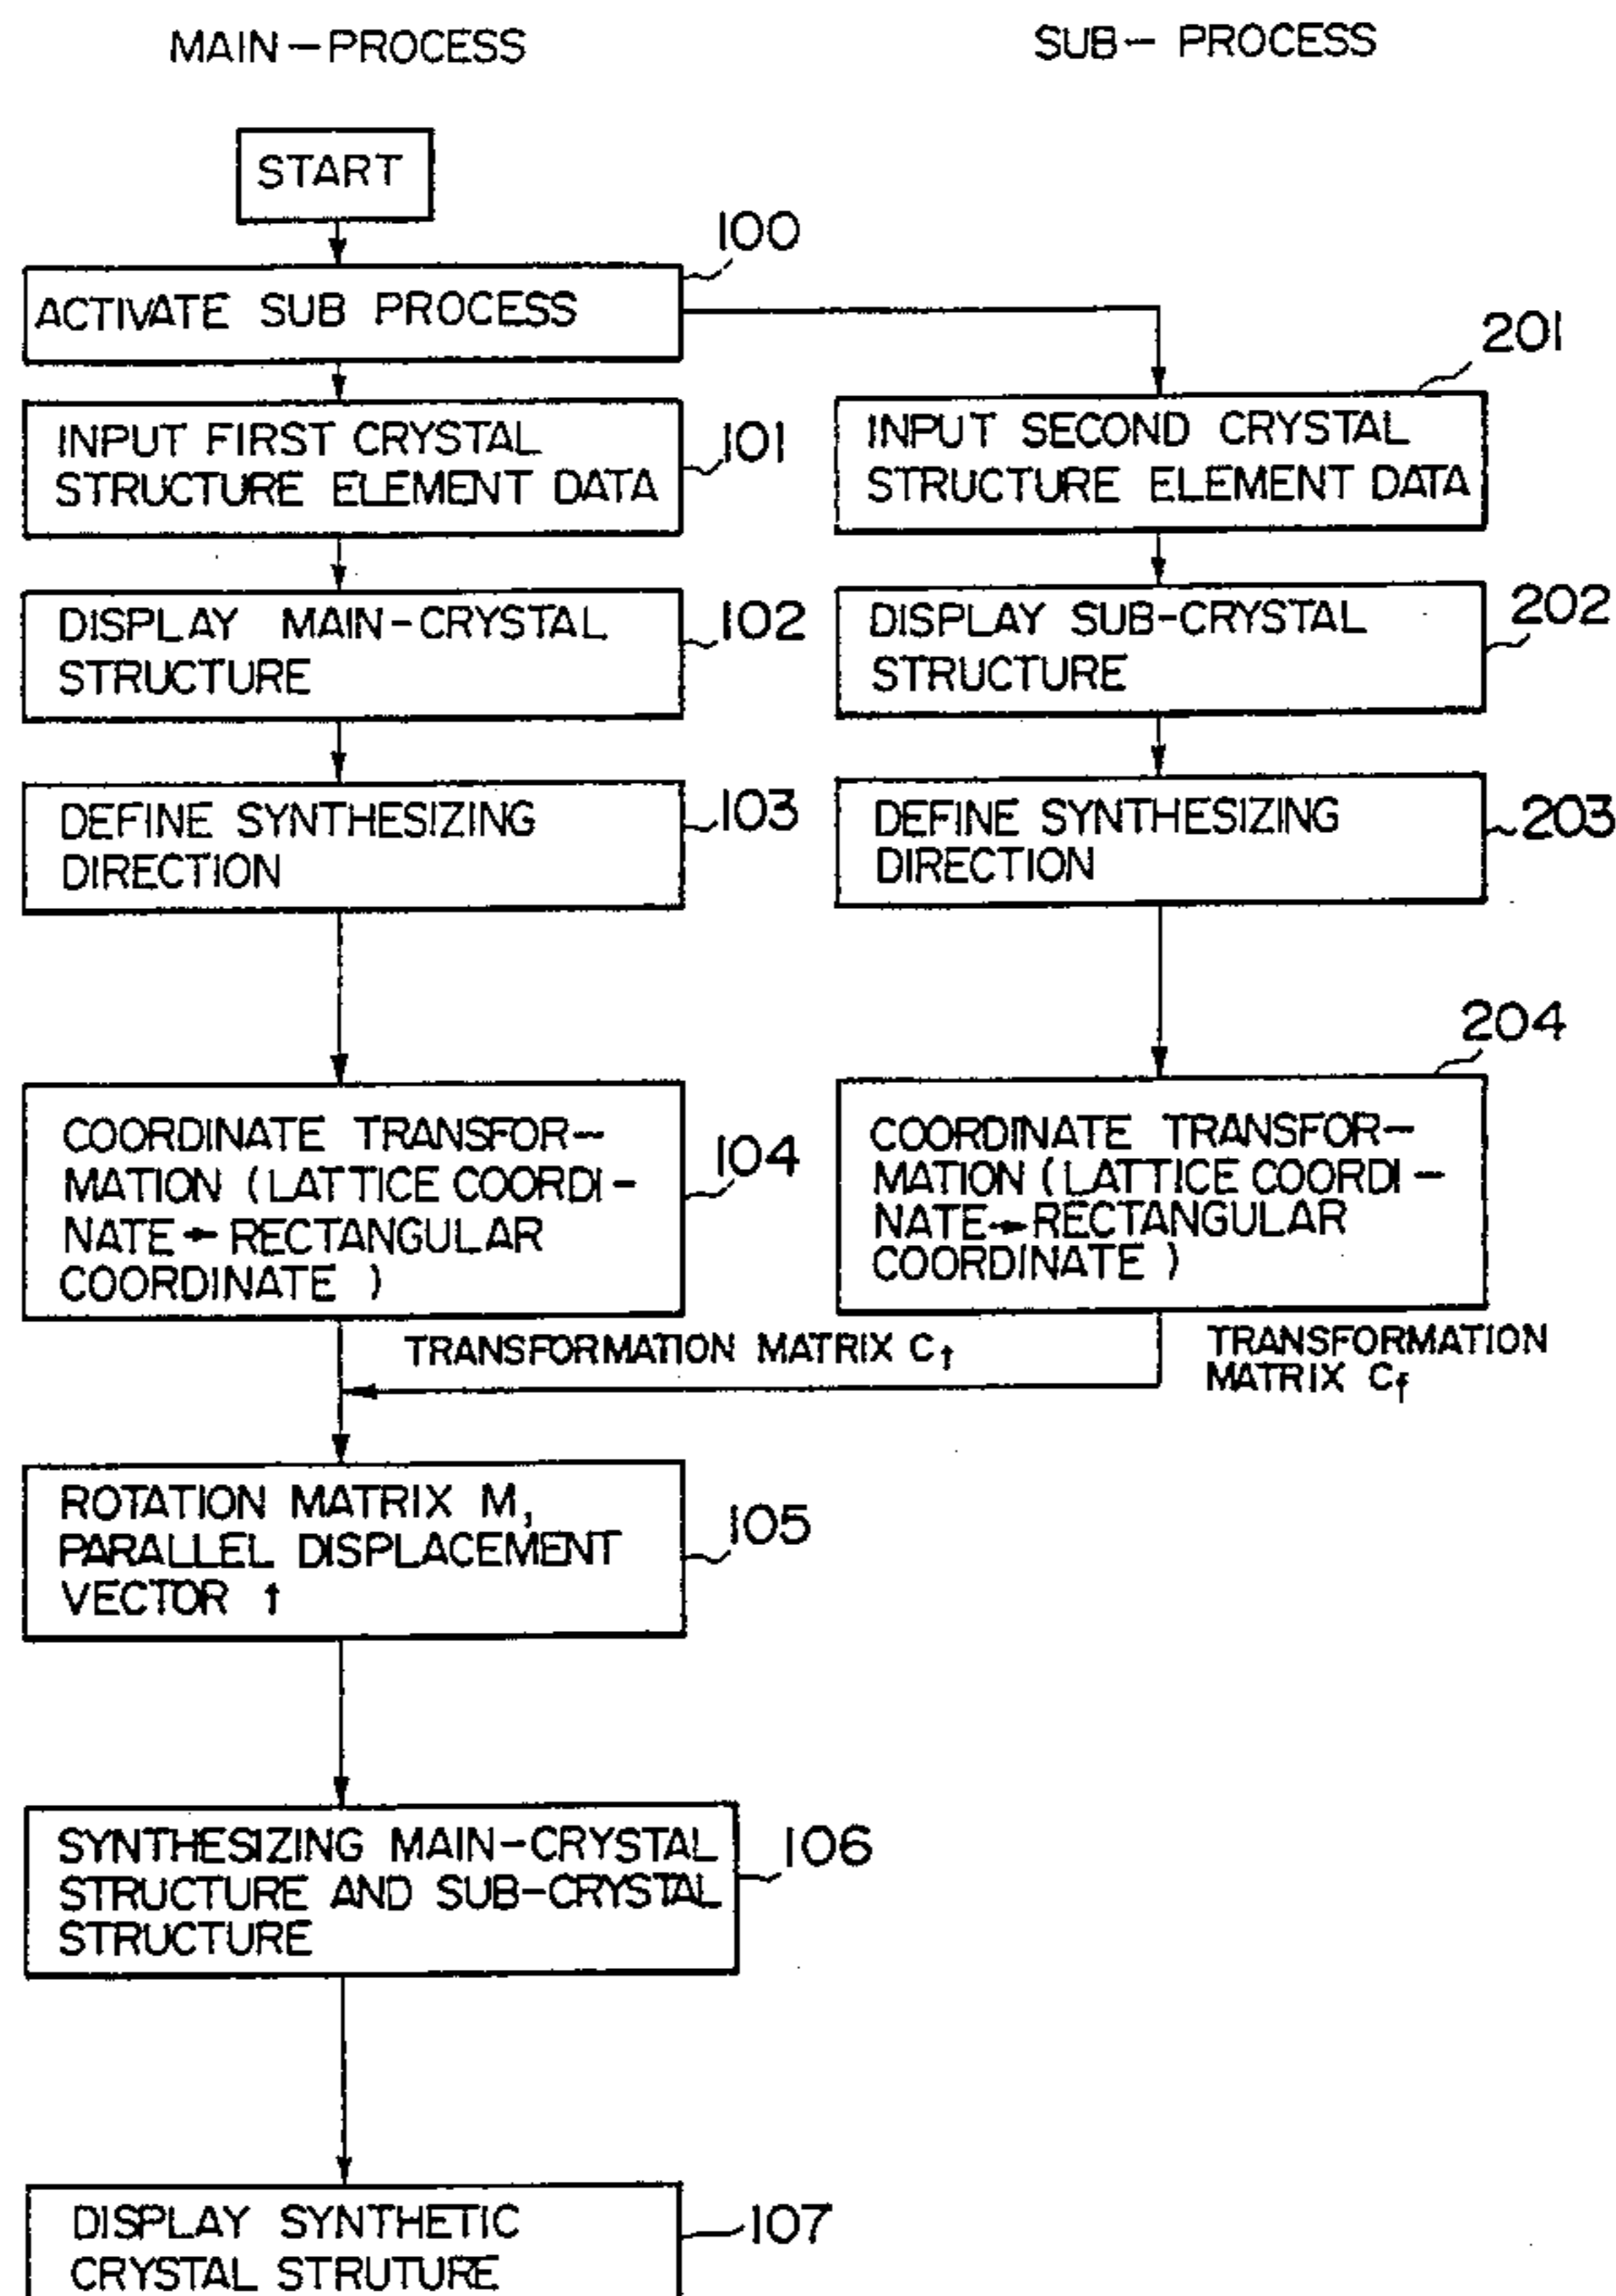 MAIN-PROCESS
SUB- PROCESS
START
100
ACTIVATE SUB PROCESS
201
INPUT FIRST CRYSTAL
STRUCTURE ELEMENT DATA
101
INPUT SECOND CRYSTAL
STRUCTURE ELEMENT DATA
DISPLAY MAIN-CRYSTAL
STRUCTURE
102
DISPLAY SUB-CRYSTAL
STRUCTURE
202
DEFINE SYNTHESIZING
DIRECTION
103
DEFINE SYNTHESIZING
DIRECTION
203
204
COORDINATE TRANSFOR-
MATION (LATTICE COORDI-
NATE → RECTANGULAR
COORDINATE )
104
COORDINATE TRANSFOR-
MATION (LATTICE COORDI-
NATE→RECTANGULAR
COORDINATE )
TRANSFORMATION MATRIX Ct
TRANSFORMATION
MATRIX Cf
ROTATION MATRIX M,
PARALLEL DISPLACEMENT
VECTOR t
105
SYNTHESIZING MAIN-CRYSTAL
STRUCTURE AND SUB-CRYSTAL
STRUCTURE
106
DISPLAY SYNTHETIC
CRYSTAL STRUTURE
107